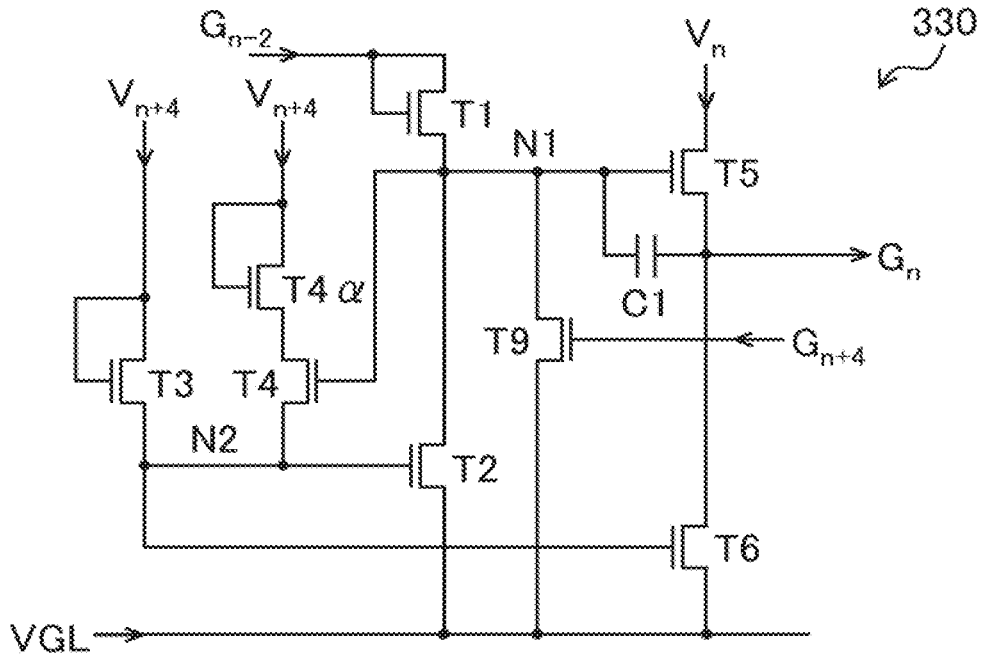 330
G_{n-2}
V_n
V_{n+4}
V_{n+4}
T1
N1
T5
T4 α
C1
G_n
T9
G_{n+4}
T3
T4
N2
T2
T6
VGL